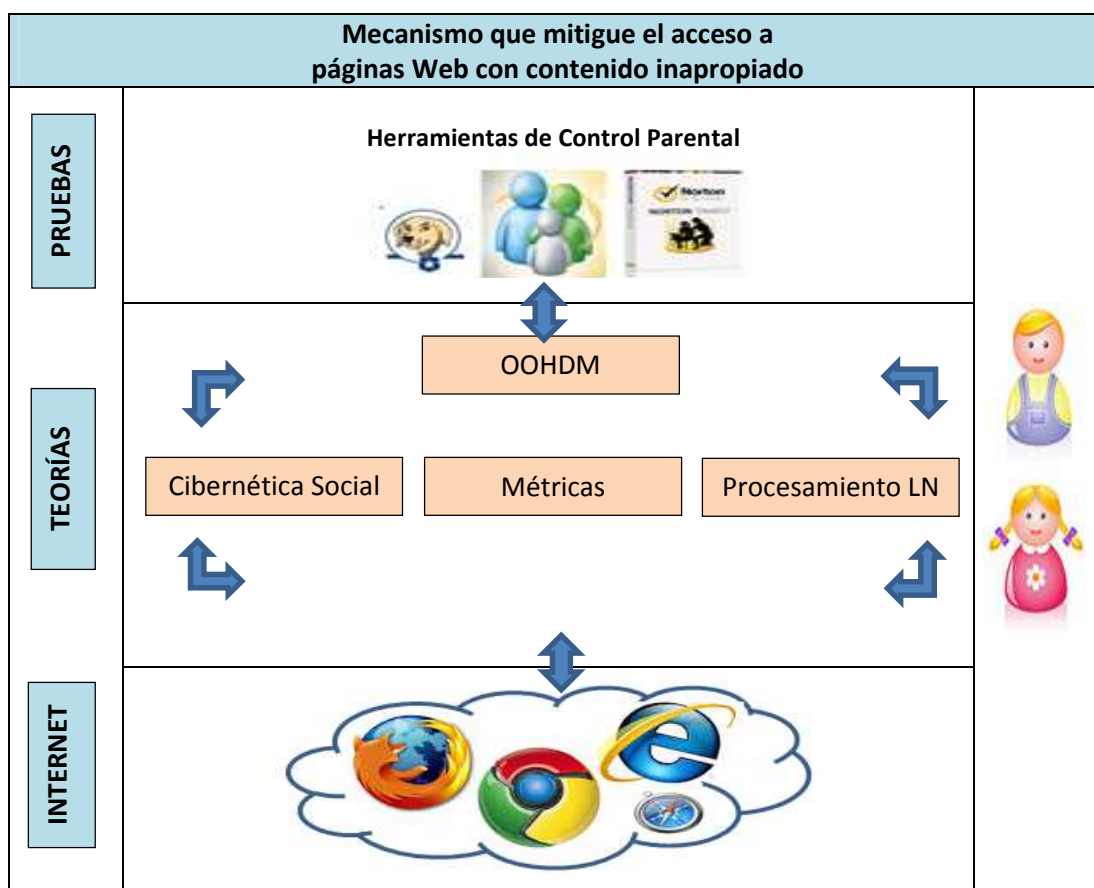 Mecanismo que mitigue el acceso a
páginas Web con contenido inapropiado
PRUEBAS
Herramientas de Control Parental
Norton
TEORÍAS
OOHDM
Cibernética Social
Métricas
Procesamiento LN
INTERNET